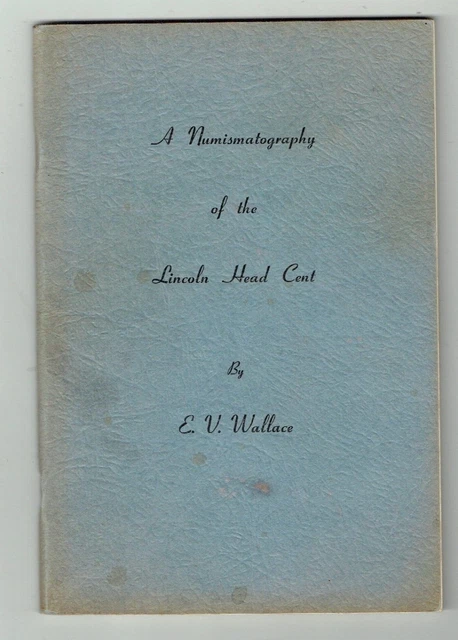 A Numismatography
of the
Lincoln Head Cent
By
E. V. Wallace